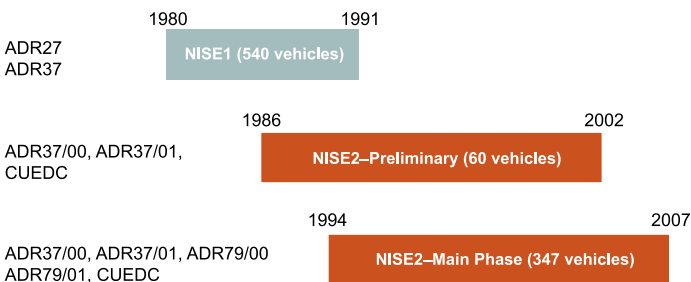 1980 1991
ADR27
ADR37
NISE1 (540 vehicles)
1986 2002
ADR37/00, ADR37/01,
CUEDC
NISE2–Preliminary (60 vehicles)
1994 2007
ADR37/00, ADR37/01, ADR79/00
ADR79/01, CUEDC
NISE2–Main Phase (347 vehicles)